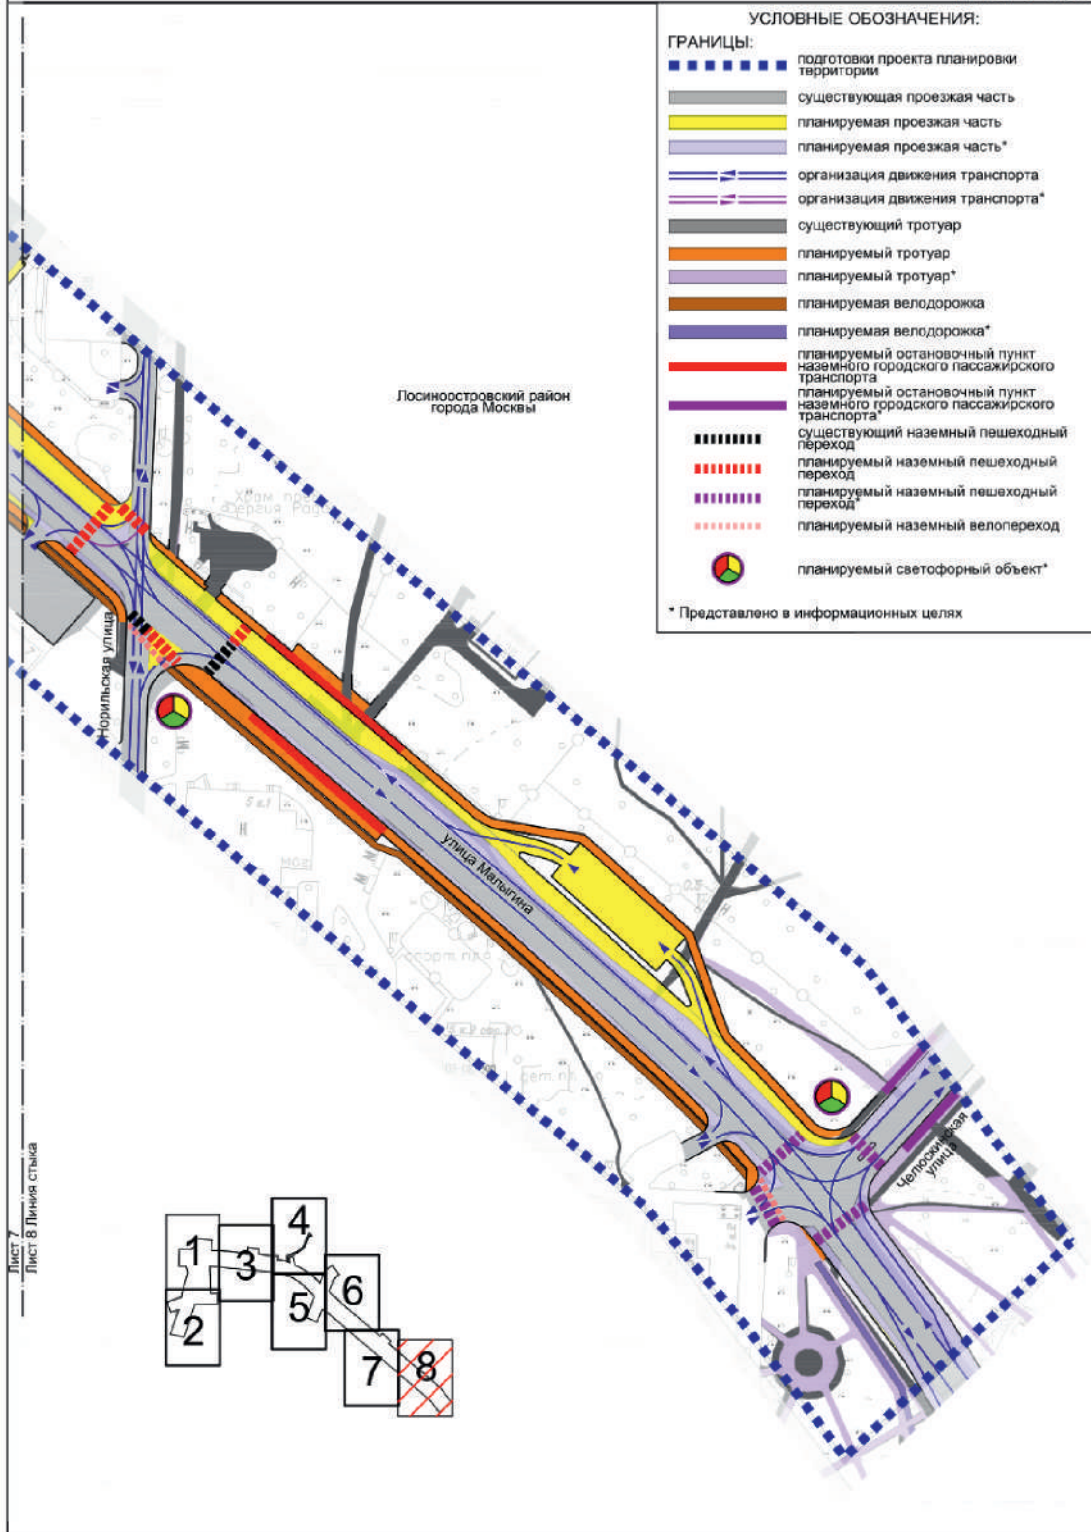 УСЛОВНЫЕ ОБОЗНАЧЕНИЯ:
ГРАНИЦЫ:
подготовки проекта планировки
территории
существующая проезжая часть
планируемая проезжая часть
планируемая проезжая часть*
организация движения транспорта
организация движения транспорта*
существующий тротуар
планируемый тротуар
планируемый тротуар*
планируемая велодорожка
планируемая велодорожка*
планируемый остановочный пункт
наземного городского пассажирского
транспорта
планируемый остановочный пункт
наземного городского пассажирского
транспорта*
существующий наземный пешеходный
переход
планируемый наземный пешеходный
переход
планируемый наземный пешеходный
переход*
планируемый наземный велопереход
планируемый светофорный объект*
* Представлено в информационных целях
Лосиноостровский район
города Москвы
Храм
Сергия
Норильская улица
улица Малыгина
спорт.пл.
Челюскинская
улица
Лист 7
Лист 8 Линия стыка
1
2
3
4
5
6
7
8